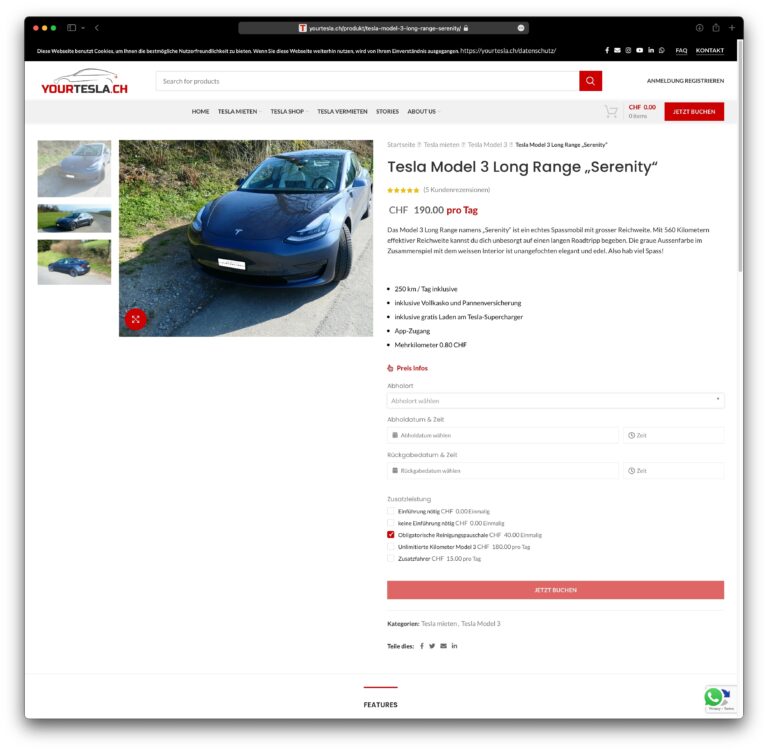 yourtesla.ch/produkt/tesla-model-3-long-range-serenity/
Diese Webseite benutzt Cookies, um Ihnen die bestmögliche Nutzerfreundlichkeit zu bieten. Wenn Sie diese Webseite weiterhin nutzen, wird von Ihrem Einverständnis ausgegangen. https://yourtesla.ch/datenschutz/
FAQ KONTAKT
YOURTESLA.CH
Search for products
ANMELDUNG REGISTRIEREN
HOME TESLA MIETEN TESLA SHOP TESLA VERMIETEN STORIES ABOUT US
CHF 0.00
0 items
JETZT BUCHEN
Startseite Tesla mieten Tesla Model 3 Tesla Model 3 Long Range „Serenity“
Tesla Model 3 Long Range „Serenity“
(5 Kundenrezensionen)
CHF 190.00 pro Tag
Das Model 3 Long Range namens „Serenity“ ist ein echtes Spassmobil mit grosser Reichweite. Mit 560 Kilometern
effektiver Reichweite kannst du dich unbesorgt auf einen langen Roadtripp begeben. Die graue Aussenfarbe im
Zusammenspiel mit dem weissen Interior ist unangefochten elegant und edel. Also hab viel Spass!
250 km / Tag inklusive
inklusive Vollkasko und Pannenversicherung
inklusive gratis Laden am Tesla-Supercharger
App-Zugang
Mehrkilometer 0.80 CHF
Preis Infos
Abholort
Abholort wählen
Abholdatum & Zeit
Abholdatum wählen Zeit
Rückgabedatum & Zeit
Rückgabedatum wählen Zeit
Zusatzleistung
Einführung nötig CHF 0.00 Einmalig
keine Einführung nötig CHF 0.00 Einmalig
Obligatorische Reinigungspauschale CHF 40.00 Einmalig
Unlimitierte Kilometer Model 3 CHF 180.00 pro Tag
Zusatzfahrer CHF 15.00 pro Tag
JETZT BUCHEN
Kategorien: Tesla mieten, Tesla Model 3
Teile dies:
FEATURES